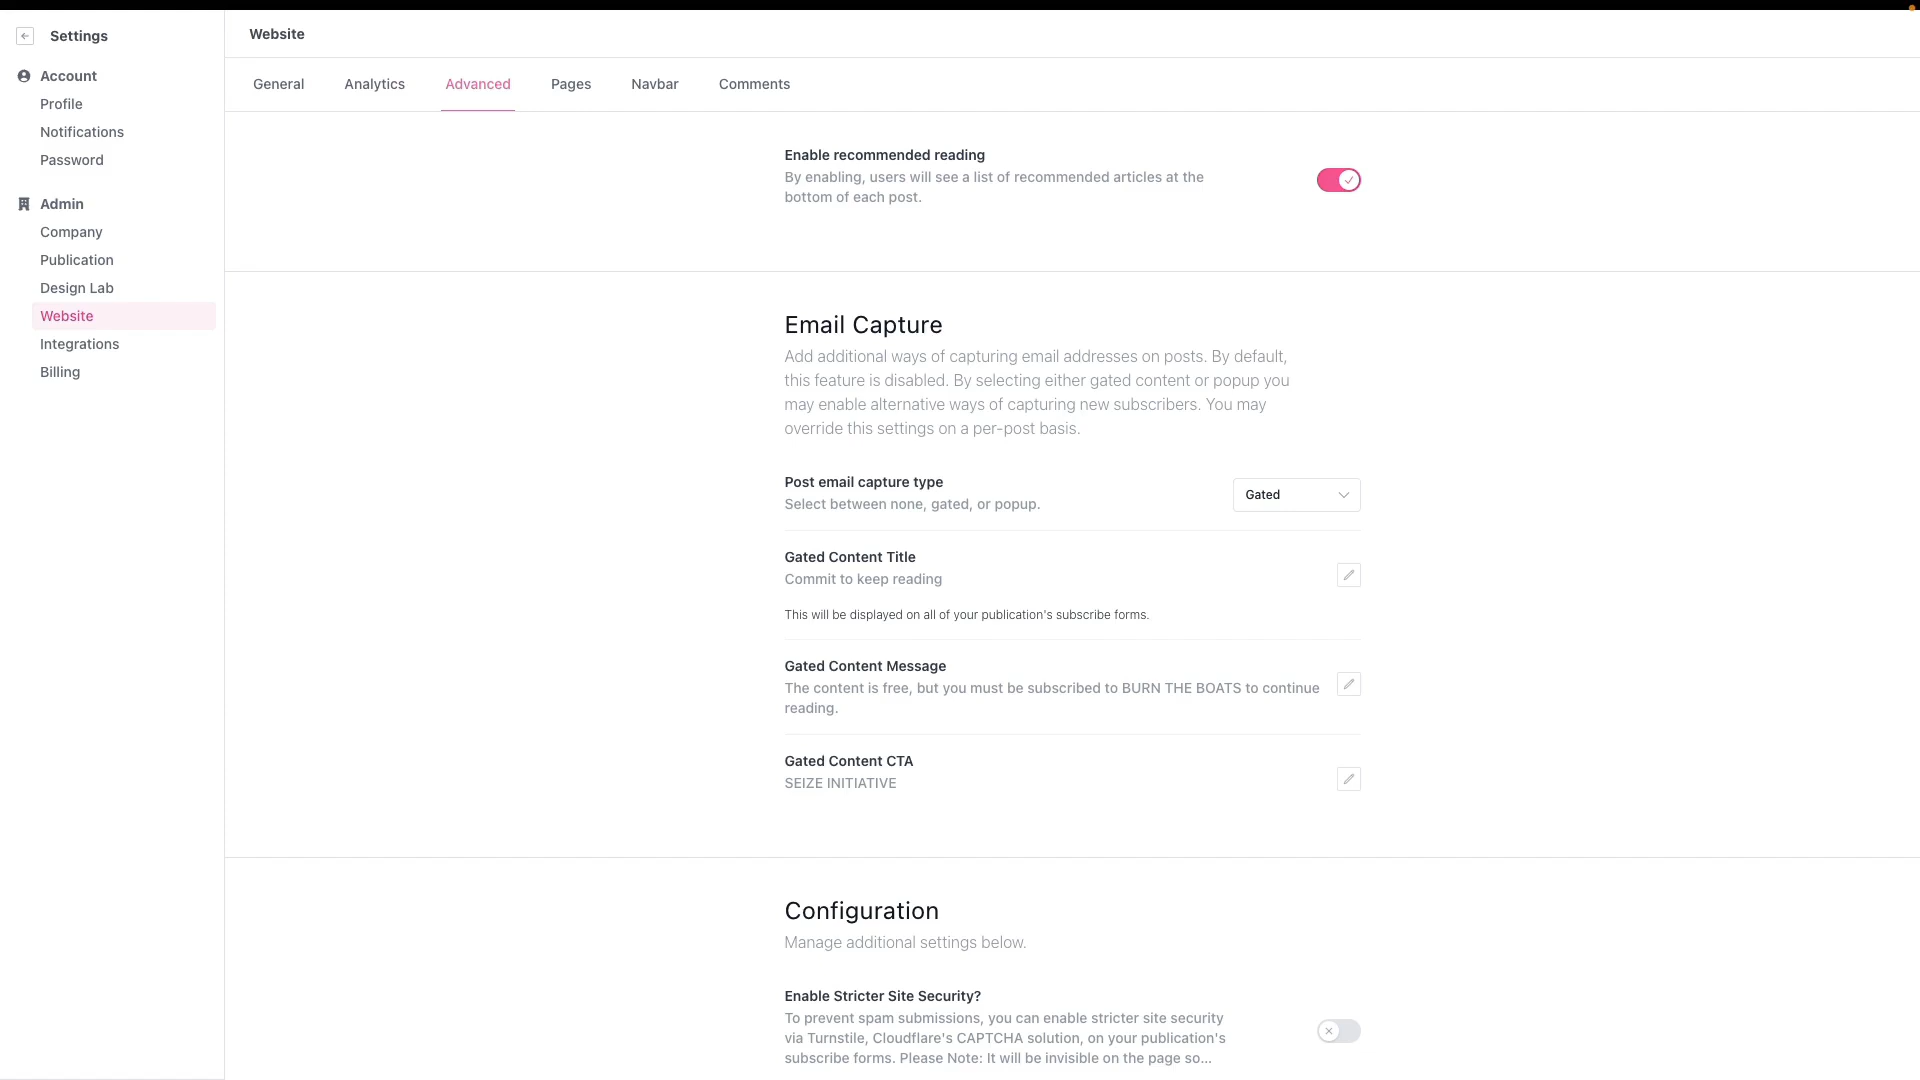 Settings
Account
Profile
Notifications
Password
Admin
Company
Publication
Design Lab
Website
Integrations
Billing
Website
General
Analytics
Advanced
Pages
Navbar
Comments
Enable recommended reading
By enabling, users will see a list of recommended articles at the
bottom of each post.
Email Capture
Add additional ways of capturing email addresses on posts. By default,
this feature is disabled. By selecting either gated content or popup you
may enable alternative ways of capturing new subscribers. You may
override this settings on a per-post basis.
Post email capture type
Select between none, gated, or popup.
Gated
Gated Content Title
Commit to keep reading
This will be displayed on all of your publication's subscribe forms.
Gated Content Message
The content is free, but you must be subscribed to BURN THE BOATS to continue
reading.
Gated Content CTA
SEIZE INITIATIVE
Configuration
Manage additional settings below.
Enable Stricter Site Security?
To prevent spam submissions, you can enable stricter site security
via Turnstile, Cloudflare's CAPTCHA solution, on your publication's
subscribe forms. Please Note: It will be invisible on the page so...